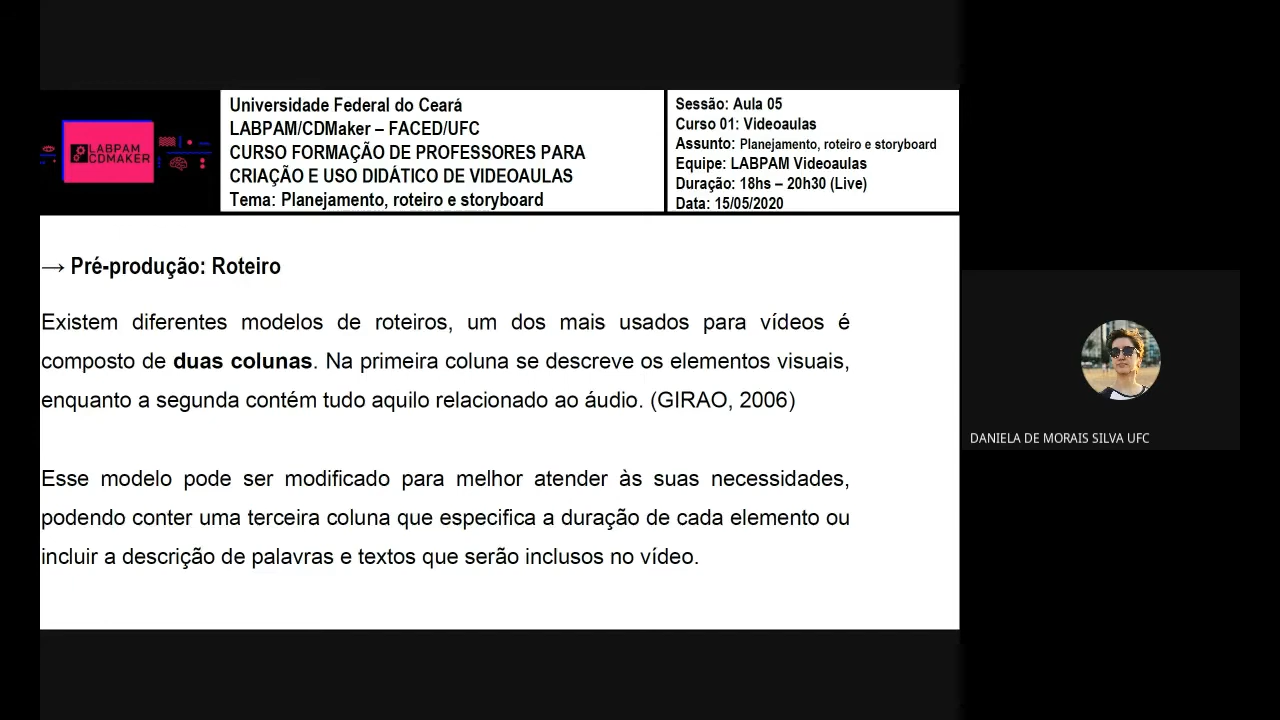 LABPAM
CDMAKER
Universidade Federal do Ceará
LABPAM/CDMaker – FACED/UFC
CURSO FORMAÇÃO DE PROFESSORES PARA
CRIAÇÃO E USO DIDÁTICO DE VIDEOAULAS
Tema: Planejamento, roteiro e storyboard
Sessão: Aula 05
Curso 01: Videoaulas
Assunto: Planejamento, roteiro e storyboard
Equipe: LABPAM Videoaulas
Duração: 18hs – 20h30 (Live)
Data: 15/05/2020
→ Pré-produção: Roteiro
Existem diferentes modelos de roteiros, um dos mais usados para vídeos é
composto de duas colunas. Na primeira coluna se descreve os elementos visuais,
enquanto a segunda contém tudo aquilo relacionado ao áudio. (GIRAO, 2006)
Esse modelo pode ser modificado para melhor atender às suas necessidades,
podendo conter uma terceira coluna que especifica a duração de cada elemento ou
incluir a descrição de palavras e textos que serão inclusos no vídeo.
DANIELA DE MORAIS SILVA UFC